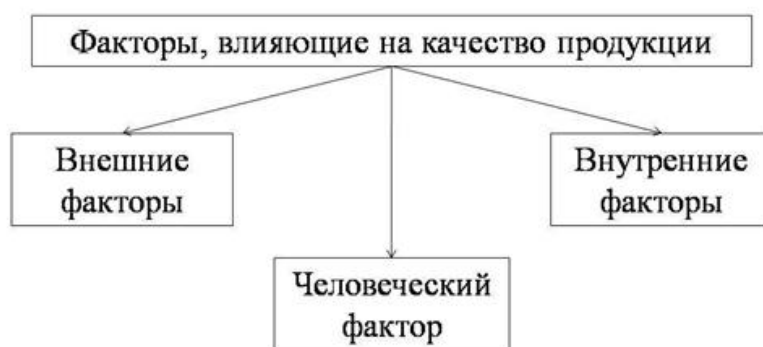 Факторы, влияющие на качество продукции
Внешние
факторы
Внутренние
факторы
Человеческий
фактор